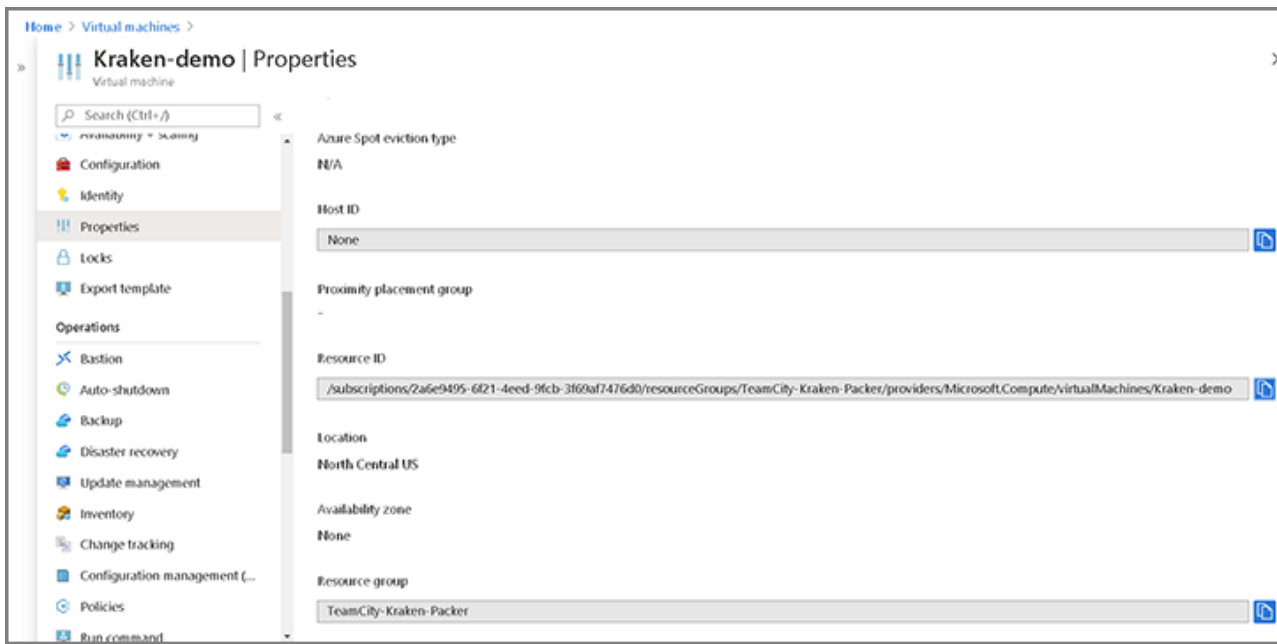 Home > Virtual machines >
»
Kraken-demo | Properties
Virtual machine
Search (Ctrl+/)
«
Availability + scaling
Configuration
Identity
Properties
Locks
Export template
Operations
Bastion
Auto-shutdown
Backup
Disaster recovery
Update management
Inventory
Change tracking
Configuration management (...
Policies
Run command
Azure Spot eviction type
N/A
Host ID
None
Proximity placement group
-
Resource ID
/subscriptions/2a6e9495-6f21-4eed-9fcb-3f69af7476d0/resourceGroups/TeamCity-Kraken-Packer/providers/Microsoft.Compute/virtualMachines/Kraken-demo
Location
North Central US
Availability zone
None
Resource group
TeamCity-Kraken-Packer